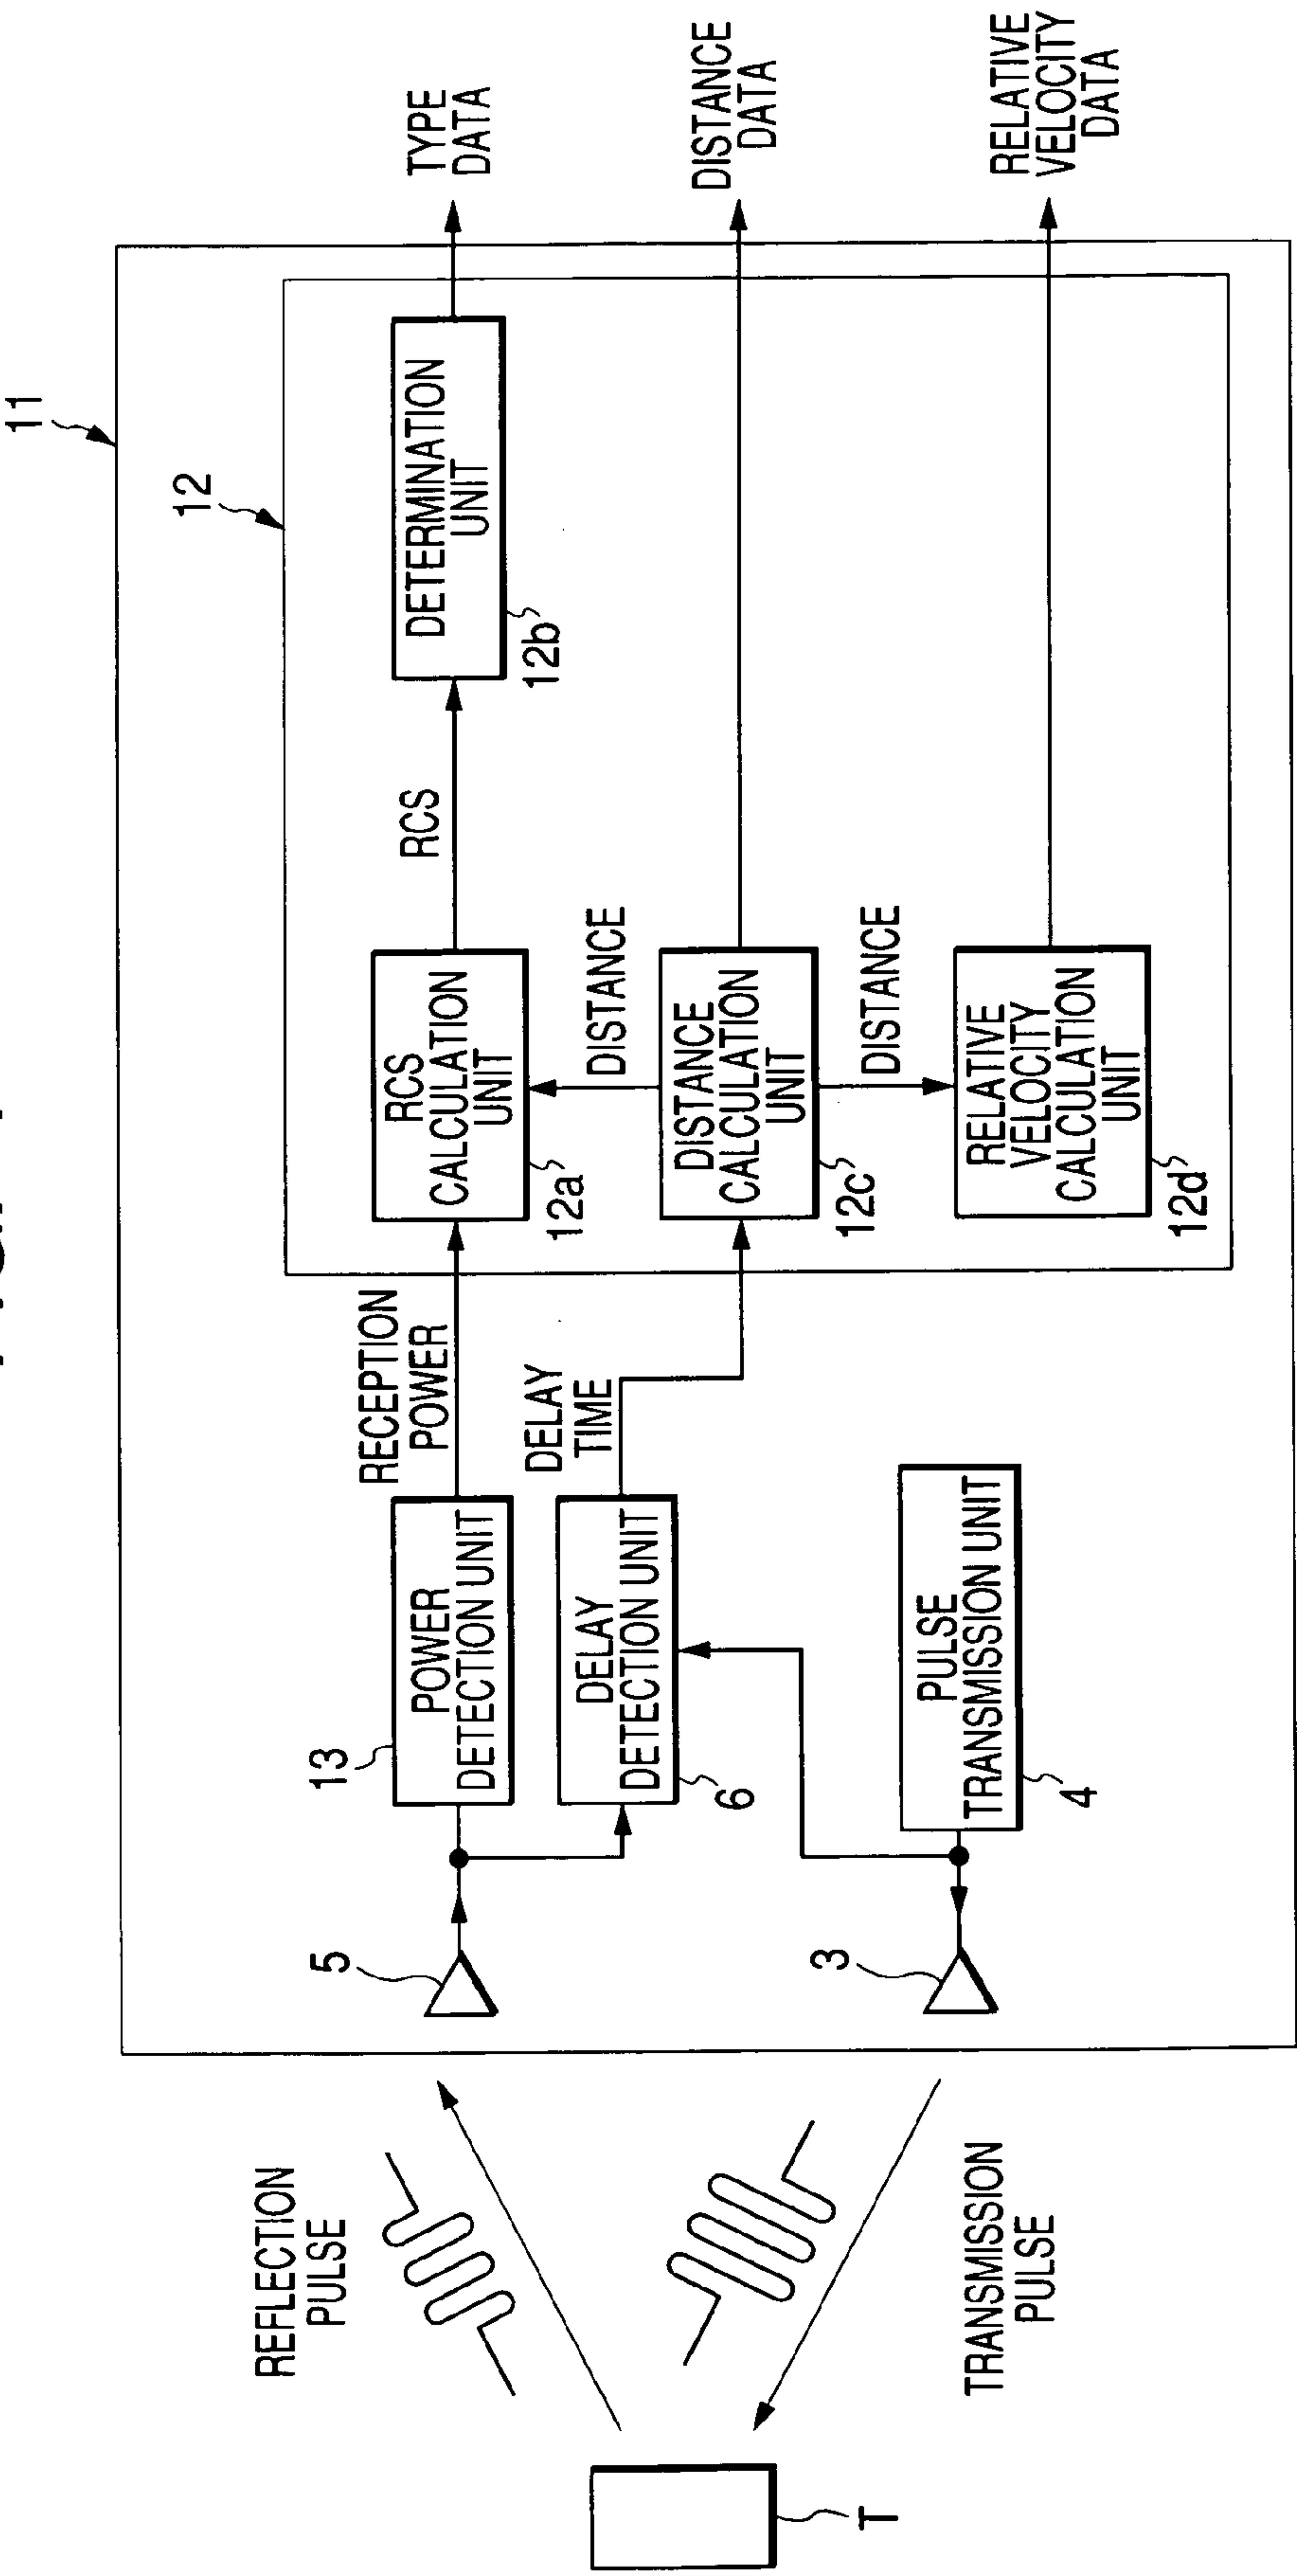 11
12
TYPE
DATA
DISTANCE
DATA
RELATIVE
VELOCITY
DATA
DETERMINATION
UNIT
12b
RCS
RCS
CALCULATION
UNIT
12a
DISTANCE
DISTANCE
CALCULATION
UNIT
12c
DISTANCE
RELATIVE
VELOCITY
CALCULATION
UNIT
12d
RECEPTION
POWER
DELAY
TIME
POWER
DETECTION UNIT
13
DELAY
DETECTION UNIT
6
PULSE
TRANSMISSION UNIT
4
5
3
REFLECTION
PULSE
TRANSMISSION
PULSE
T